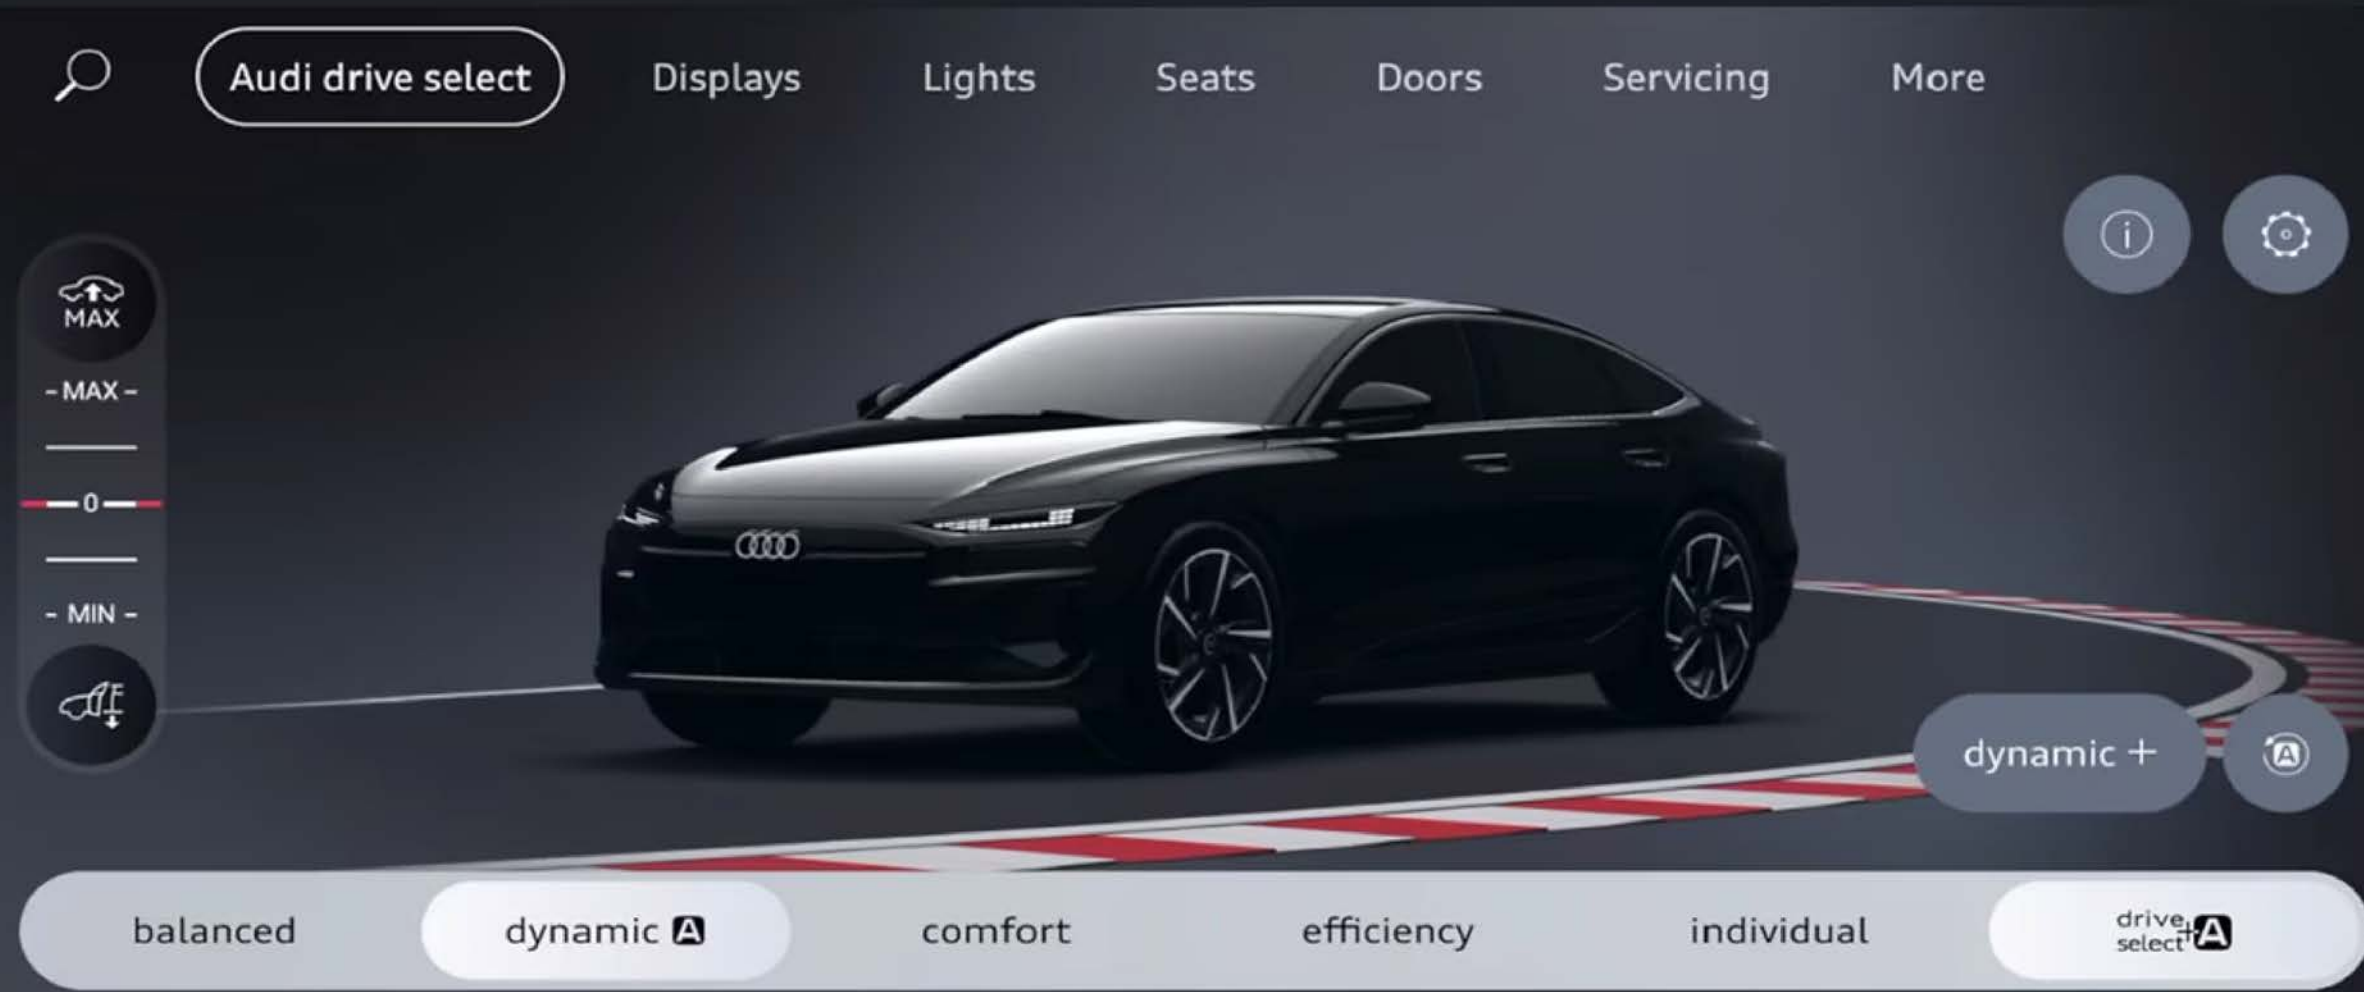 Audi drive select Displays Lights Seats Doors Servicing More
MAX
- MAX -
0
- MIN -
dynamic +
A
balanced dynamic A comfort efficiency individual drive select + A